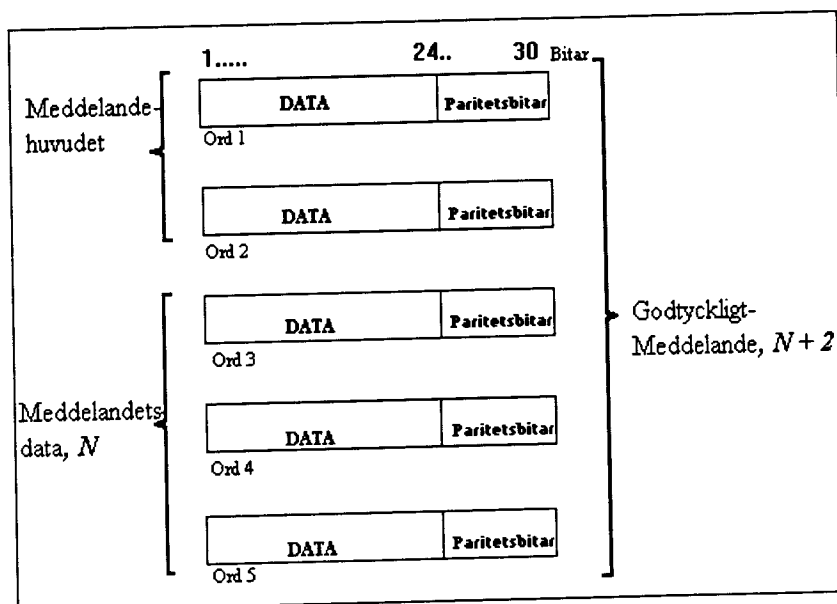 1..... 24.. 30 Bitar
Meddelande-
huvudet
DATA Paritetsbitar
Ord 1
DATA Paritetsbitar
Ord 2
Meddelandets
data, N
DATA Paritetsbitar
Ord 3
DATA Paritetsbitar
Ord 4
DATA Paritetsbitar
Ord 5
Godtyckligt-
Meddelande, N + 2